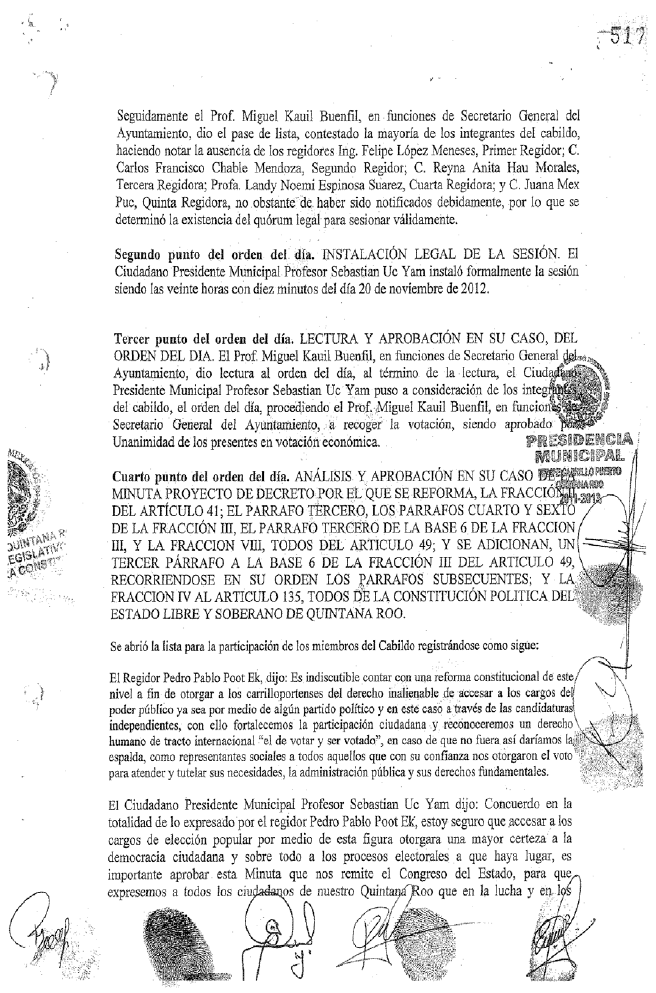 517
Seguidamente el Prof. Miguel Kauil Buenfil, en funciones de Secretario General del
Ayuntamiento, dio el pase de lista, contestado la mayoría de los integrantes del cabildo,
haciendo notar la ausencia de los regidores Ing. Felipe López Meneses, Primer Regidor; C.
Carlos Francisco Chable Mendoza, Segundo Regidor; C. Reyna Anita Hau Morales,
Tercera Regidora; Profa. Landy Noemi Espinosa Suarez, Cuarta Regidora; y C. Juana Mex
Puc, Quinta Regidora, no obstante de haber sido notificados debidamente, por lo que se
determinó la existencia del quórum legal para sesionar válidamente.
Segundo punto del orden del día. INSTALACIÓN LEGAL DE LA SESIÓN. El
Ciudadano Presidente Municipal Profesor Sebastian Uc Yam instaló formalmente la sesión
siendo las veinte horas con diez minutos del día 20 de noviembre de 2012.
Tercer punto del orden del día. LECTURA Y APROBACIÓN EN SU CASO, DEL
ORDEN DEL DIA. El Prof. Miguel Kauil Buenfil, en funciones de Secretario General del
Ayuntamiento, dio lectura al orden del día, al término de la lectura, el Ciudadano
Presidente Municipal Profesor Sebastian Uc Yam puso a consideración de los integrantes
del cabildo, el orden del día, procediendo el Prof. Miguel Kauil Buenfil, en funciones de
Secretario General del Ayuntamiento, a recoger la votación, siendo aprobado por
Unanimidad de los presentes en votación económica.
PRESIDENCIA
MUNICIPAL
CARRILLO PUERTO
2011-2013
Cuarto punto del orden del día. ANÁLISIS Y APROBACIÓN EN SU CASO DE LA
MINUTA PROYECTO DE DECRETO POR EL QUE SE REFORMA, LA FRACCIÓN
DEL ARTÍCULO 41; EL PARRAFO TERCERO, LOS PARRAFOS CUARTO Y SEXTO
DE LA FRACCIÓN III, EL PARRAFO TERCERO DE LA BASE 6 DE LA FRACCION
III, Y LA FRACCION VIII, TODOS DEL ARTICULO 49; Y SE ADICIONAN, UN
TERCER PÁRRAFO A LA BASE 6 DE LA FRACCIÓN III DEL ARTICULO 49,
RECORRIENDOSE EN SU ORDEN LOS PARRAFOS SUBSECUENTES; Y LA
FRACCION IV AL ARTICULO 135, TODOS DE LA CONSTITUCIÓN POLITICA DEL
ESTADO LIBRE Y SOBERANO DE QUINTANA ROO.
QUINTANA R
EGISLATIV
A CONST
Se abrió la lista para la participación de los miembros del Cabildo registrándose como sigue:
El Regidor Pedro Pablo Poot Ek, dijo: Es indiscutible contar con una reforma constitucional de este
nivel a fin de otorgar a los carrilloportenses del derecho inalienable de accesar a los cargos del
poder público ya sea por medio de algún partido político y en este caso a través de las candidaturas
independientes, con ello fortalecemos la participación ciudadana y reconoceremos un derecho
humano de tracto internacional "el de votar y ser votado", en caso de que no fuera así daríamos la
espalda, como representantes sociales a todos aquellos que con su confianza nos otorgaron el voto
para atender y tutelar sus necesidades, la administración pública y sus derechos fundamentales.
El Ciudadano Presidente Municipal Profesor Sebastian Uc Yam dijo: Concuerdo en la
totalidad de lo expresado por el regidor Pedro Pablo Poot Ek, estoy seguro que accesar a los
cargos de elección popular por medio de esta figura otorgara una mayor certeza a la
democracia ciudadana y sobre todo a los procesos electorales a que haya lugar, es
importante aprobar esta Minuta que nos remite el Congreso del Estado, para que
expresemos a todos los ciudadanos de nuestro Quintana Roo que en la lucha y en los